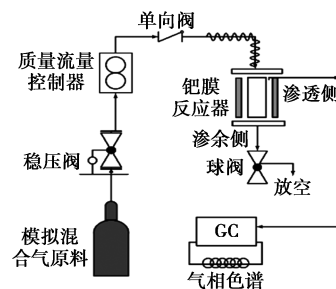 单向阀
质量流量
控制器
钯膜
反应器
渗透侧
渗余侧
稳压阀
球阀
放空
模拟混
合气原料
GC
气相色谱